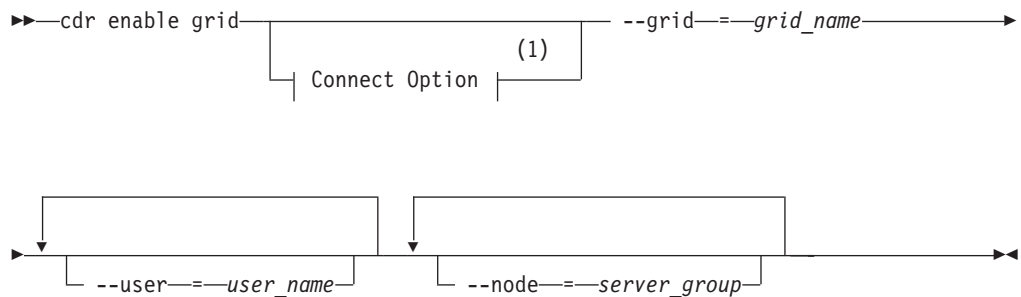 cdr enable grid --grid = grid_name
(1)
Connect Option
--user = user_name --node = server_group